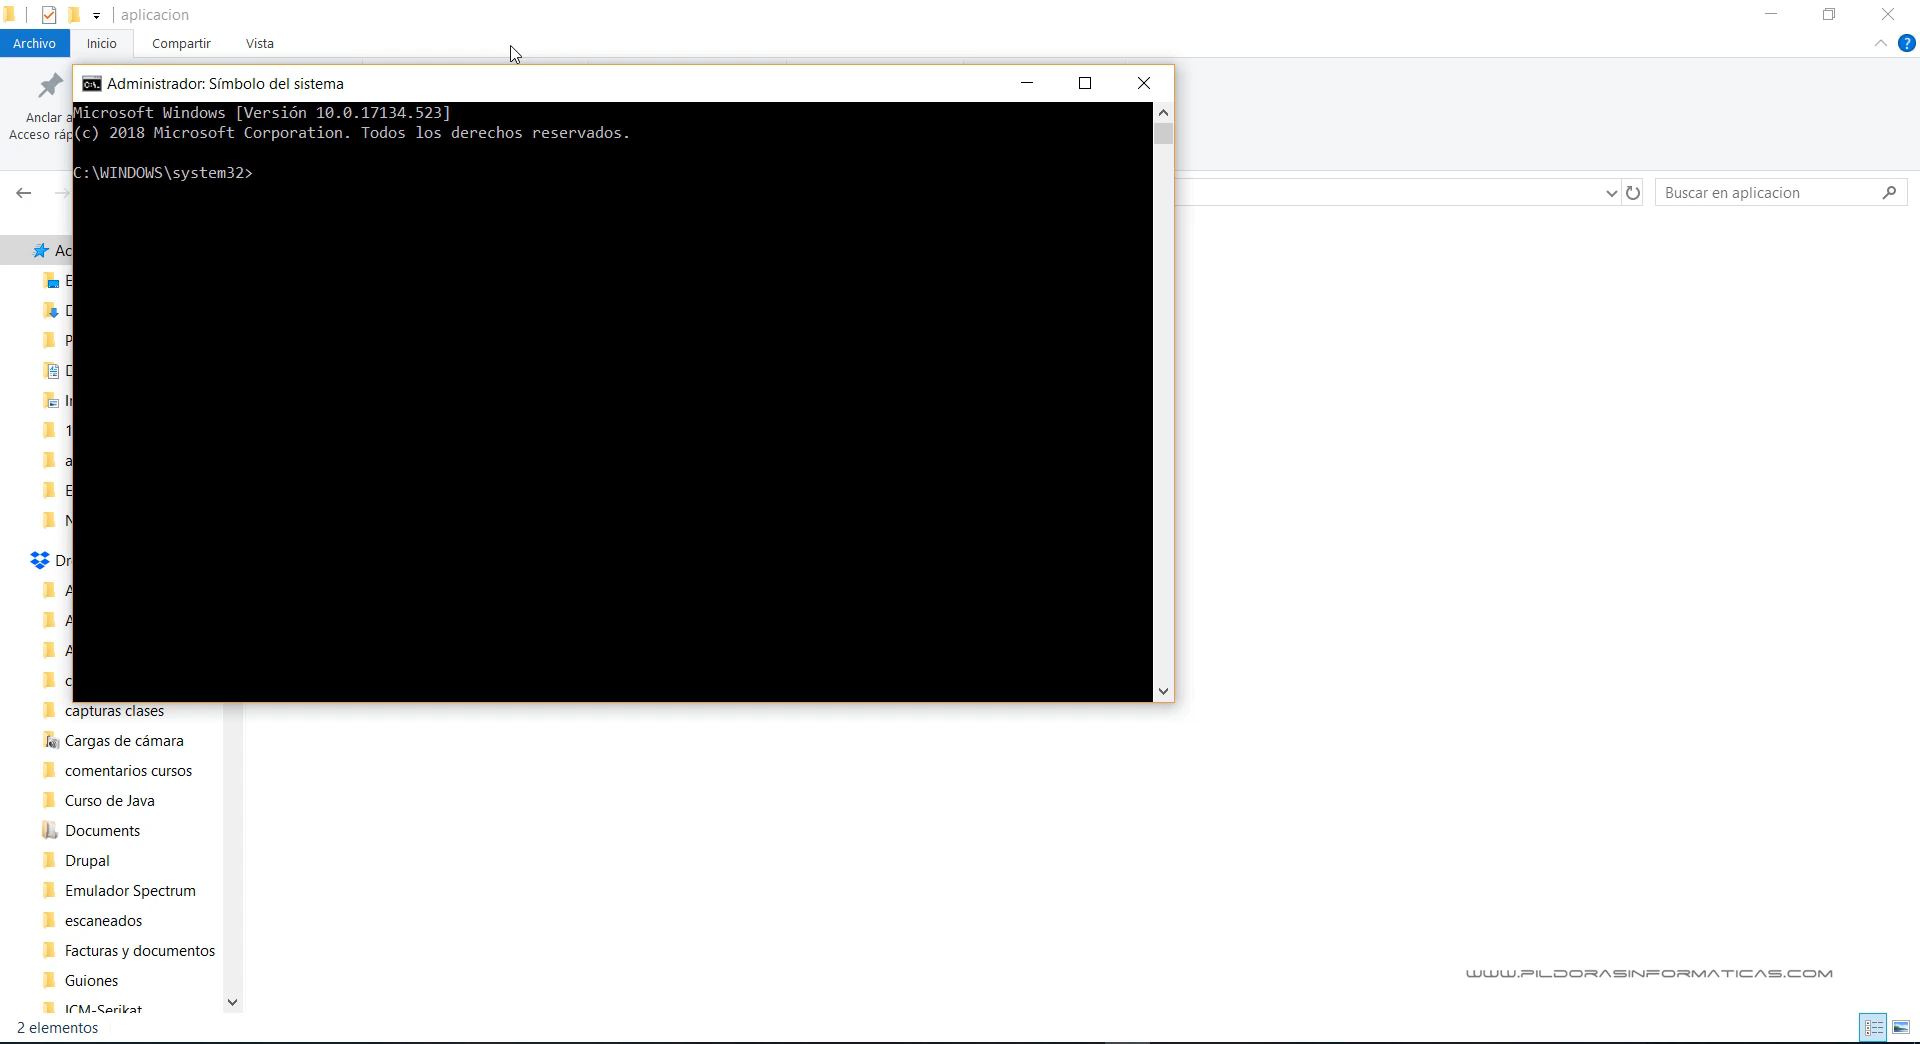 aplicacion
Archivo
Inicio
Compartir
Vista
Administrador: Símbolo del sistema
Microsoft Windows [Versión 10.0.17134.523]
(c) 2018 Microsoft Corporation. Todos los derechos reservados.
C:\WINDOWS\system32>
Anclar a
Acceso ráp
Buscar en aplicacion
capturas clases
Cargas de cámara
comentarios cursos
Curso de Java
Documents
Drupal
Emulador Spectrum
escaneados
Facturas y documentos
Guiones
ICM-Serikat
WWW.PILDORASINFORMATICAS.COM
2 elementos